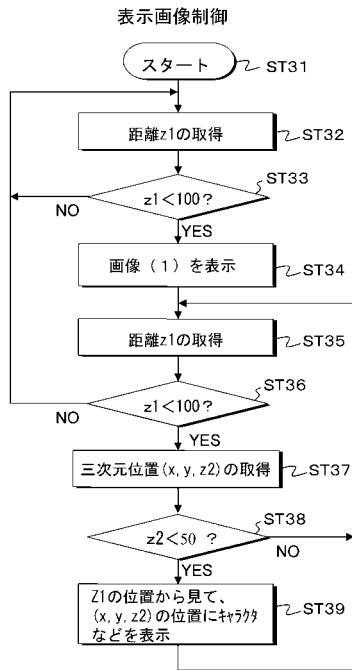 表示画像制御
スタート
ST31
距離z1の取得
ST32
ST33
z1<100?
NO
YES
画像（1）を表示
ST34
距離z1の取得
ST35
ST36
z1<100?
NO
YES
三次元位置(x, y, z2)の取得
ST37
ST38
z2<50 ?
NO
YES
Z1の位置から見て、
(x, y, z2)の位置にｷｬﾗｸﾀ
などを表示
ST39